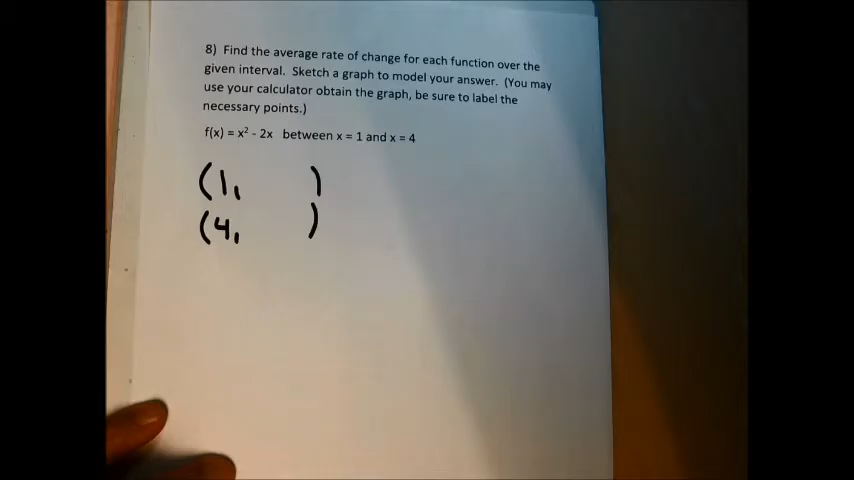 8) Find the average rate of change for each function over the
given interval. Sketch a graph to model your answer. (You may
use your calculator obtain the graph, be sure to label the
necessary points.)
f(x) = x² - 2x between x = 1 and x = 4
(1, )
(4, )